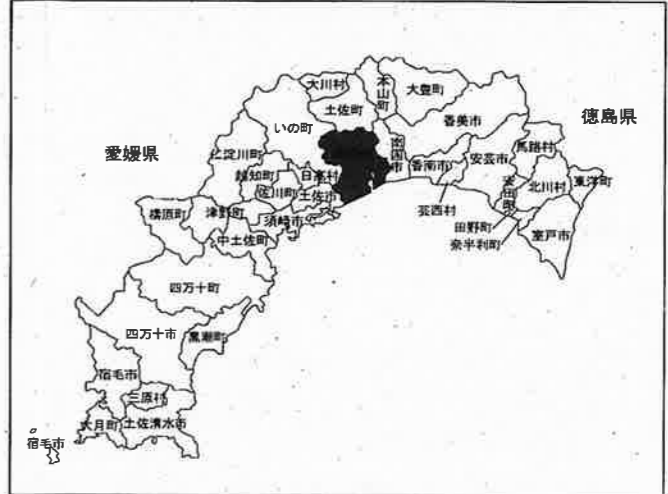 大川村
本山町
大豊町
土佐町
いの町
香美市
徳島県
愛媛県
仁淀川町
越知町
日高村
南国市
香南市
安芸市
馬路村
佐川町
土佐市
芸西村
安田町
北川村
東洋町
梼原町
津野町
須崎市
田野町
奈半利町
室戸市
中土佐町
四万十町
四万十市
黒潮町
宿毛市
三原村
大月町
土佐清水市
宿毛市